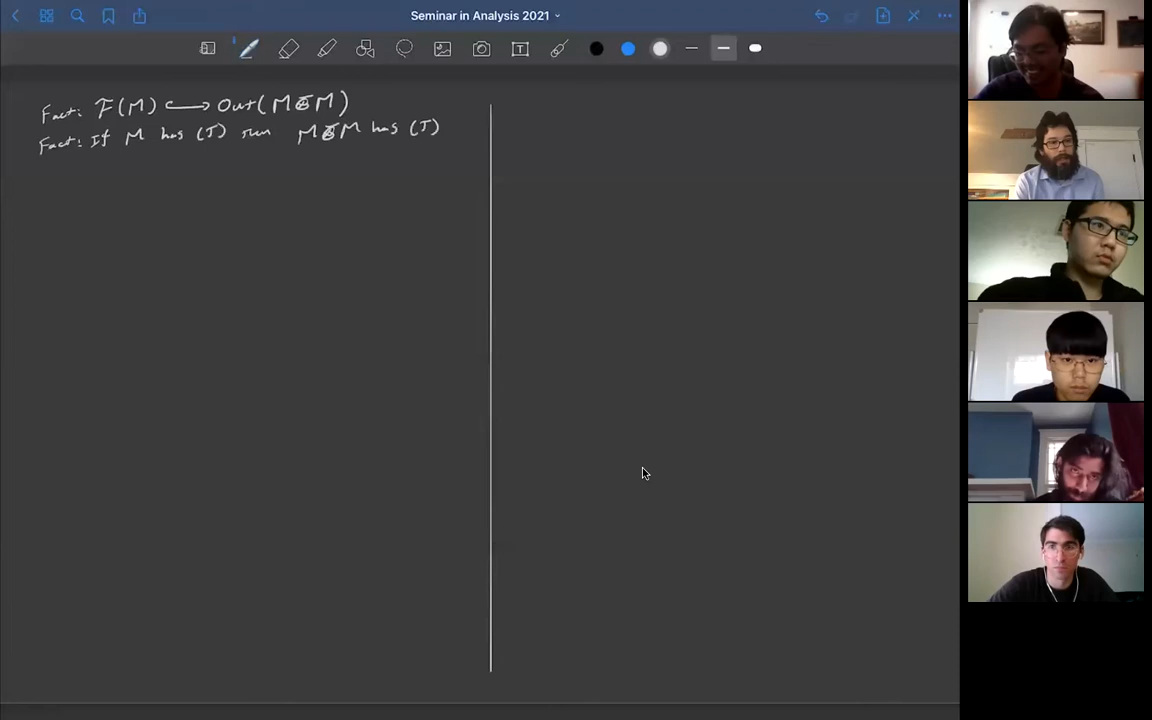 Seminar in Analysis 2021
Fact: F(M) ↪ Out(M ⊗̄ M)
Fact: If M has (T) then M ⊗̄ M has (T)